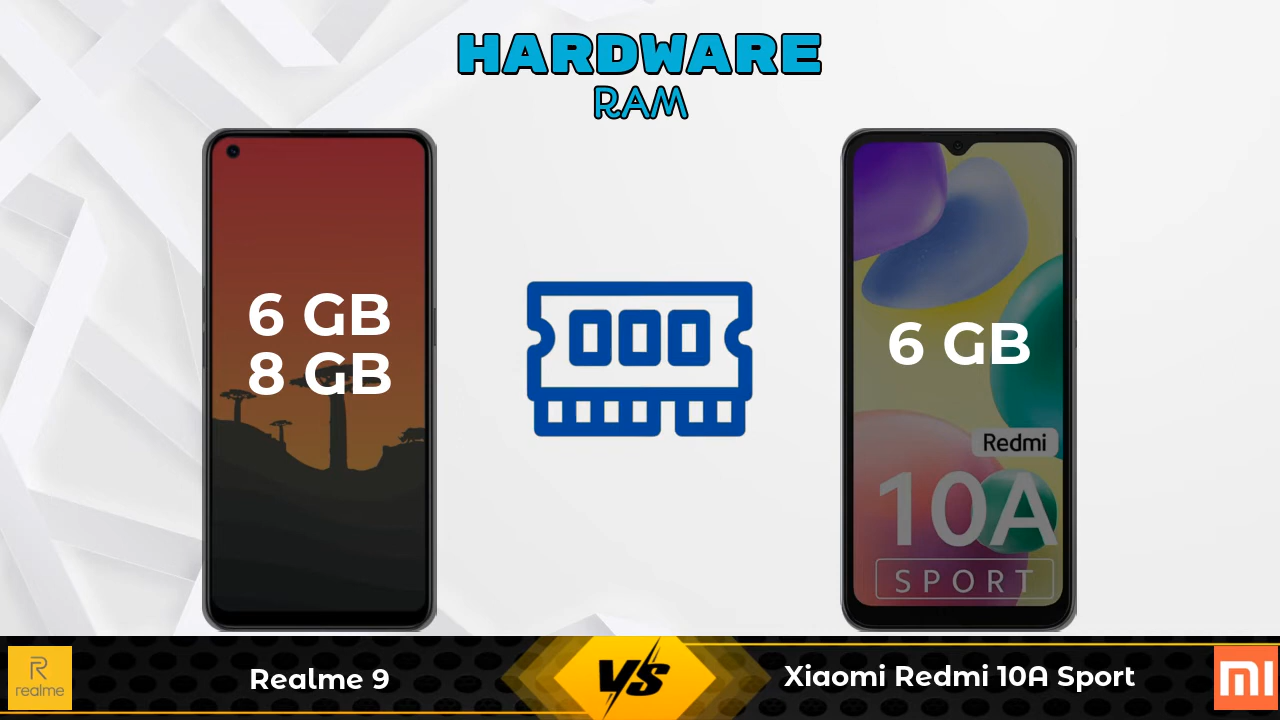 HARDWARE
RAM
6 GB
8 GB
6 GB
Redmi
10A
SPORT
R
realme
Realme 9
VS
Xiaomi Redmi 10A Sport
MI